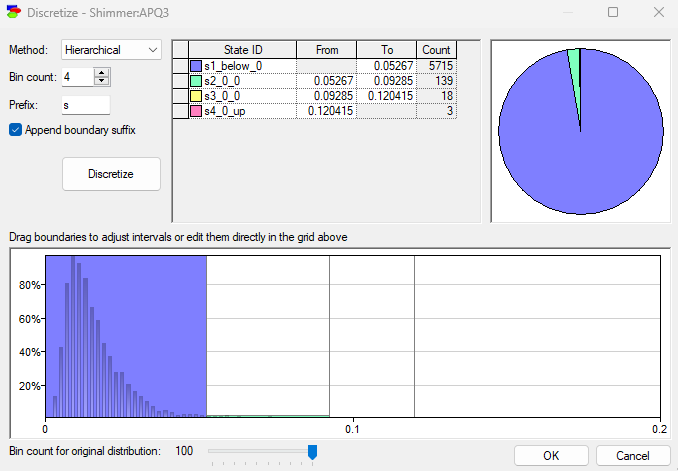 Discretize - Shimmer:APQ3
Method: Hierarchical
Bin count: 4
Prefix: s
Append boundary suffix
Discretize
State ID From To Count
s1_below_0 0.05267 5715
s2_0_0 0.05267 0.09285 139
s3_0_0 0.09285 0.120415 18
s4_0_up 0.120415 3
Drag boundaries to adjust intervals or edit them directly in the grid above
80%
60%
40%
20%
0 0.1 0.2
Bin count for original distribution: 100
OK Cancel